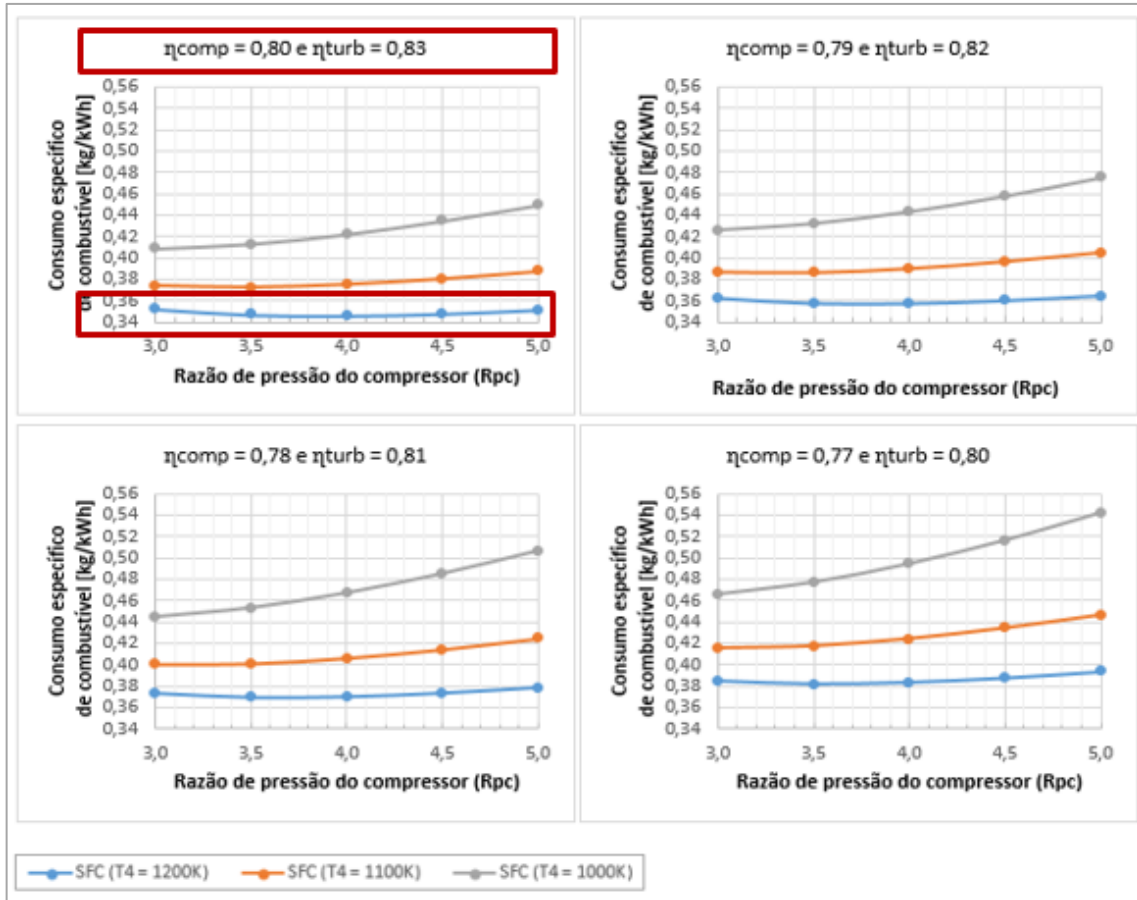 ηcomp = 0,80 e ηturb = 0,83
Consumo específico
de combustível [kg/kWh]
0,56
0,54
0,52
0,50
0,48
0,46
0,44
0,42
0,40
0,38
0,36
0,34
3,0 3,5 4,0 4,5 5,0
Razão de pressão do compressor (Rpc)
ηcomp = 0,79 e ηturb = 0,82
Consumo específico
de combustível [kg/kWh]
0,56
0,54
0,52
0,50
0,48
0,46
0,44
0,42
0,40
0,38
0,36
0,34
3,0 3,5 4,0 4,5 5,0
Razão de pressão do compressor (Rpc)
ηcomp = 0,78 e ηturb = 0,81
Consumo específico
de combustível [kg/kWh]
0,56
0,54
0,52
0,50
0,48
0,46
0,44
0,42
0,40
0,38
0,36
0,34
3,0 3,5 4,0 4,5 5,0
Razão de pressão do compressor (Rpc)
ηcomp = 0,77 e ηturb = 0,80
Consumo específico
de combustível [kg/kWh]
0,56
0,54
0,52
0,50
0,48
0,46
0,44
0,42
0,40
0,38
0,36
0,34
3,0 3,5 4,0 4,5 5,0
Razão de pressão do compressor (Rpc)
SFC (T4 = 1200K) SFC (T4 = 1100K) SFC (T4 = 1000K)